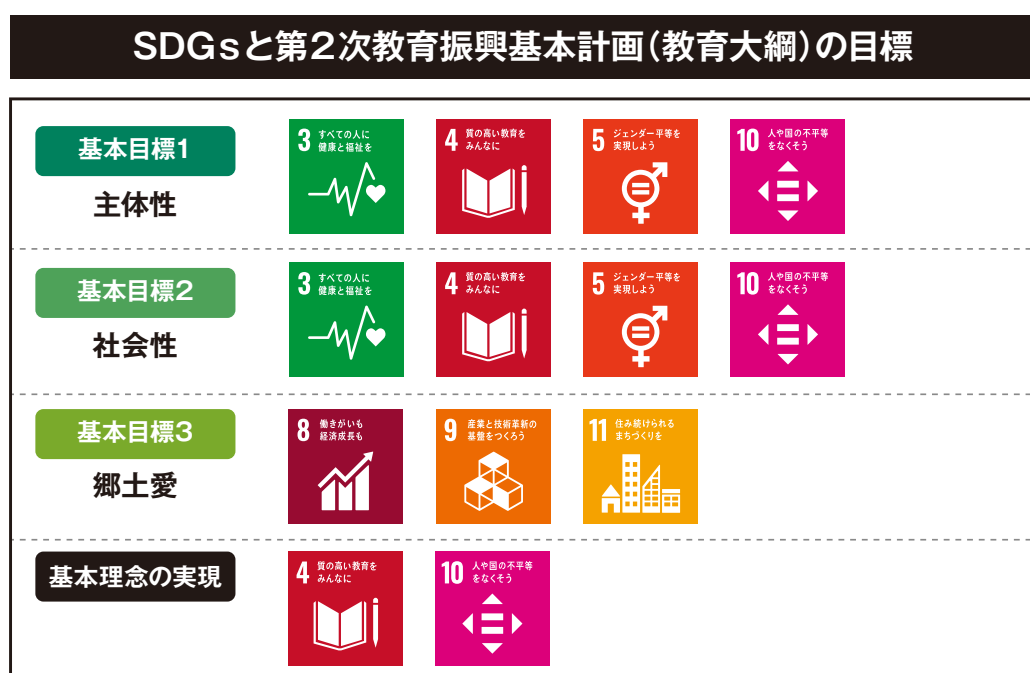 SDGsと第2次教育振興基本計画(教育大綱)の目標
基本目標1
主体性
3 すべての人に
健康と福祉を
4 質の高い教育を
みんなに
5 ジェンダー平等を
実現しよう
10 人や国の不平等
をなくそう
基本目標2
社会性
3 すべての人に
健康と福祉を
4 質の高い教育を
みんなに
5 ジェンダー平等を
実現しよう
10 人や国の不平等
をなくそう
基本目標3
郷土愛
8 働きがいも
経済成長も
9 産業と技術革新の
基盤をつくろう
11 住み続けられる
まちづくりを
基本理念の実現
4 質の高い教育を
みんなに
10 人や国の不平等
をなくそう